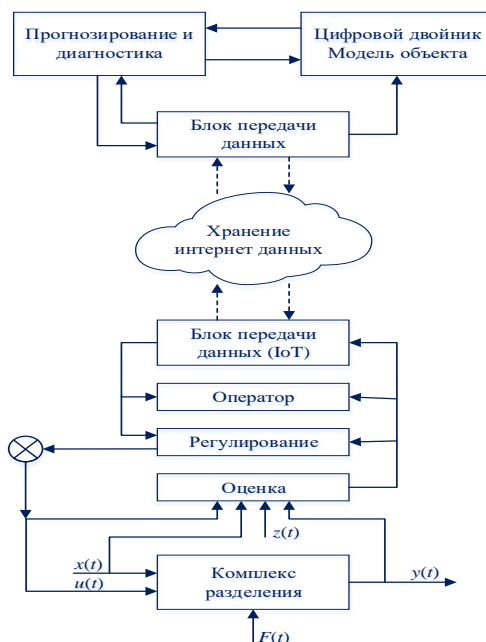 Прогнозирование и
диагностика
Цифровой двойник
Модель объекта
Блок передачи
данных
Хранение
интернет данных
Блок передачи
данных (IoT)
Оператор
Регулирование
Оценка
z(t)
x(t)
u(t)
Комплекс
разделения
y(t)
F(t)